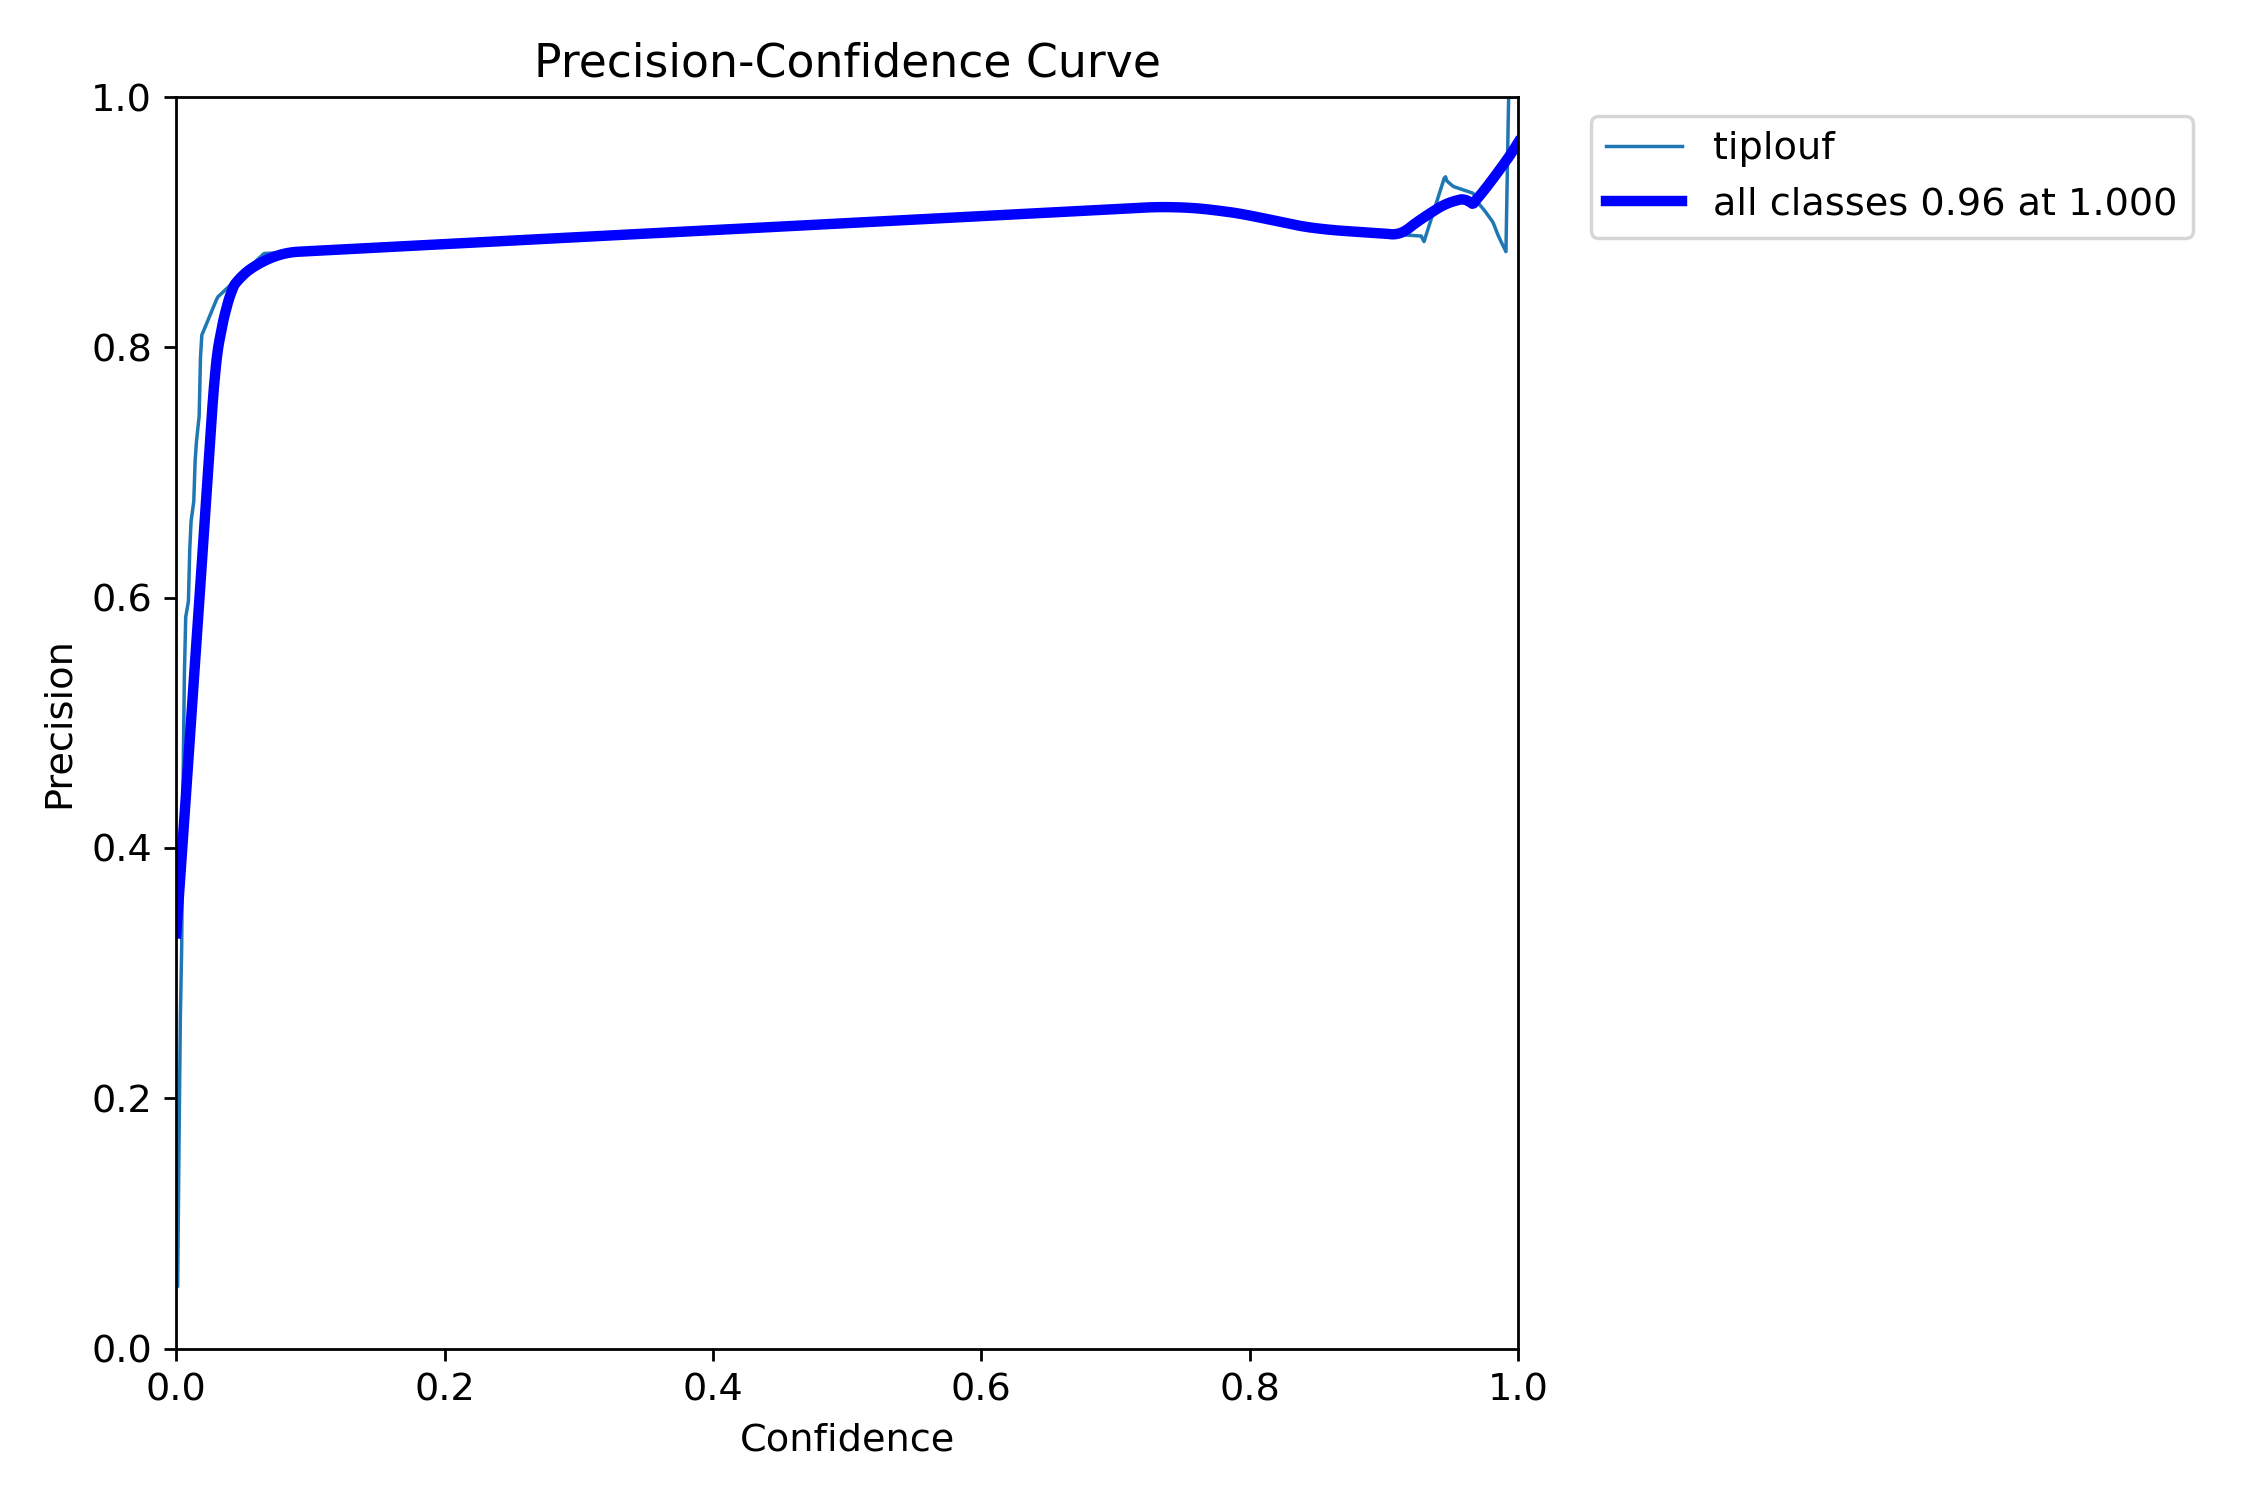 Precision-Confidence Curve
1.0
0.8
0.6
0.4
0.2
0.0
Precision
0.0 0.2 0.4 0.6 0.8 1.0
Confidence
tiplouf
all classes 0.96 at 1.000